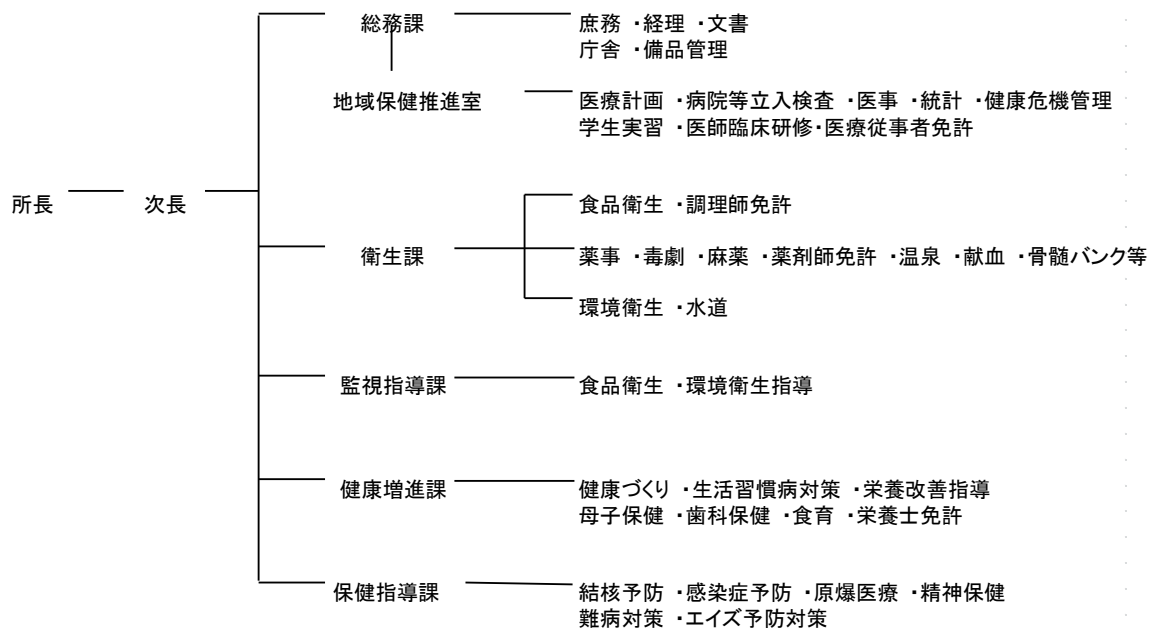 総務課 庶務 ・経理 ・文書
庁舎 ・備品管理
地域保健推進室 医療計画 ・病院等立入検査 ・医事 ・統計 ・健康危機管理
学生実習 ・医師臨床研修・医療従事者免許
所長 次長 食品衛生 ・調理師免許
衛生課 薬事 ・毒劇 ・麻薬 ・薬剤師免許 ・温泉 ・献血 ・骨髄バンク等
環境衛生 ・水道
監視指導課 食品衛生 ・環境衛生指導
健康増進課 健康づくり ・生活習慣病対策 ・栄養改善指導
母子保健 ・歯科保健 ・食育 ・栄養士免許
保健指導課 結核予防 ・感染症予防 ・原爆医療 ・精神保健
難病対策 ・エイズ予防対策